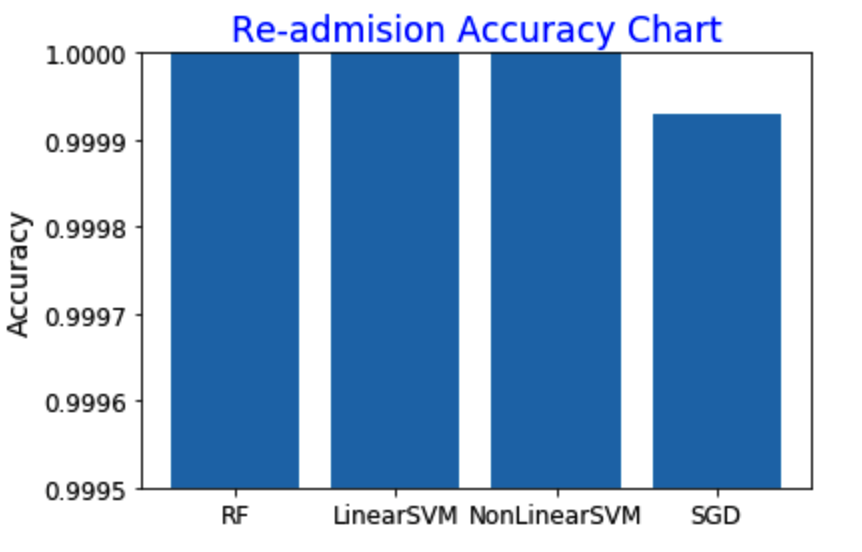 Re-admision Accuracy Chart
1.0000
0.9999
0.9998
0.9997
0.9996
0.9995
Accuracy
RF LinearSVM NonLinearSVM SGD